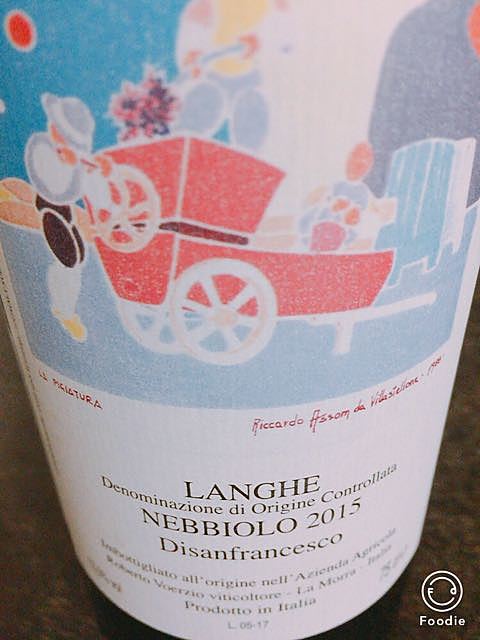 LA PIGIATURA
Riccardo Assom da Villastellone - 1988
LANGHE
Denominazione di Origine Controllata
NEBBIOLO 2015
Disanfrancesco
Imbottigliato all'origine nell'Azienda Agricola
Roberto Voerzio viticoltore - La Morra - Italia
Prodotto in Italia
L. 05-17
Foodie